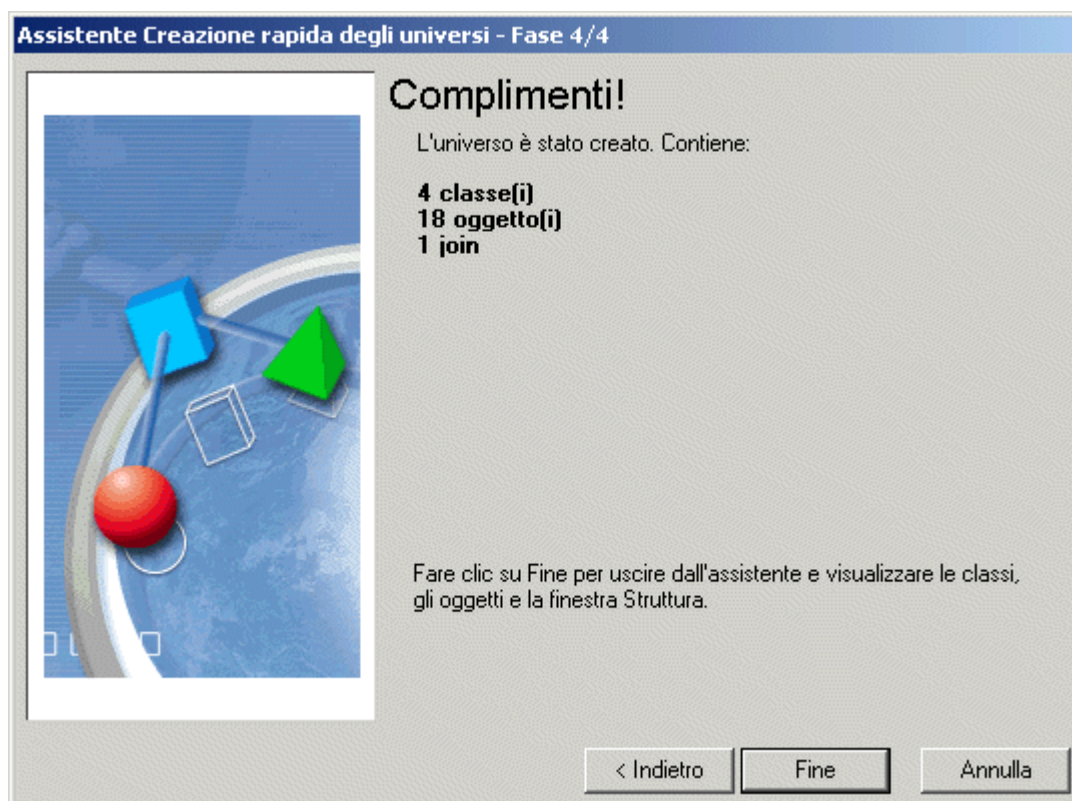 Assistente Creazione rapida degli universi - Fase 4/4
Complimenti!
L'universo è stato creato. Contiene:
4 classe(i)
18 oggetto(i)
1 join
Fare clic su Fine per uscire dall'assistente e visualizzare le classi,
gli oggetti e la finestra Struttura.
< Indietro
Fine
Annulla